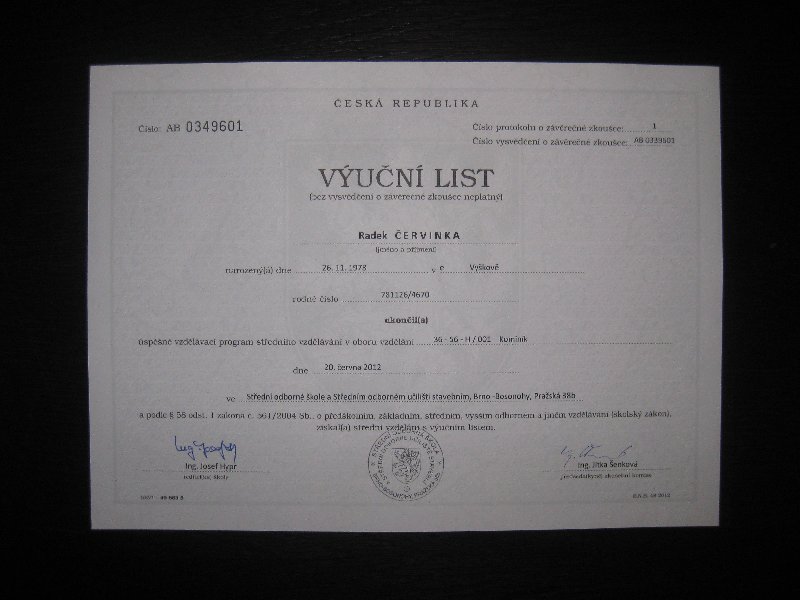 ČESKÁ REPUBLIKA
Číslo: AB 0349601
Číslo protokolu o závěrečné zkoušce: 1
Číslo vysvědčení o závěrečné zkoušce: AB 0339601
VÝUČNÍ LIST
(bez vysvědčení o závěrečné zkoušce neplatný)
Radek ČERVINKA
(jméno a příjmení)
narozený(á) dne 26. 11. 1978 v e Vyškově
rodné číslo 781126/4670
ukončil(a)
úspěšně vzdělávací program středního vzdělávání v oboru vzdělání 36 - 56 - H / 001 Kominík
dne 20. června 2012
ve Střední odborné škole a Středním odborném učilišti stavebním, Brno -Bosonohy, Pražská 38b
a podle § 58 odst. 1 zákona č. 561/2004 Sb., o předškolním, základním, středním, vyšším odborném a jiném vzdělávání (školský zákon),
získal(a) střední vzdělání s výučním listem.
Ing. Josef Hypr
ředitel(ka) školy
Ing. Jitka Šenková
předseda(kyně) zkušební komise